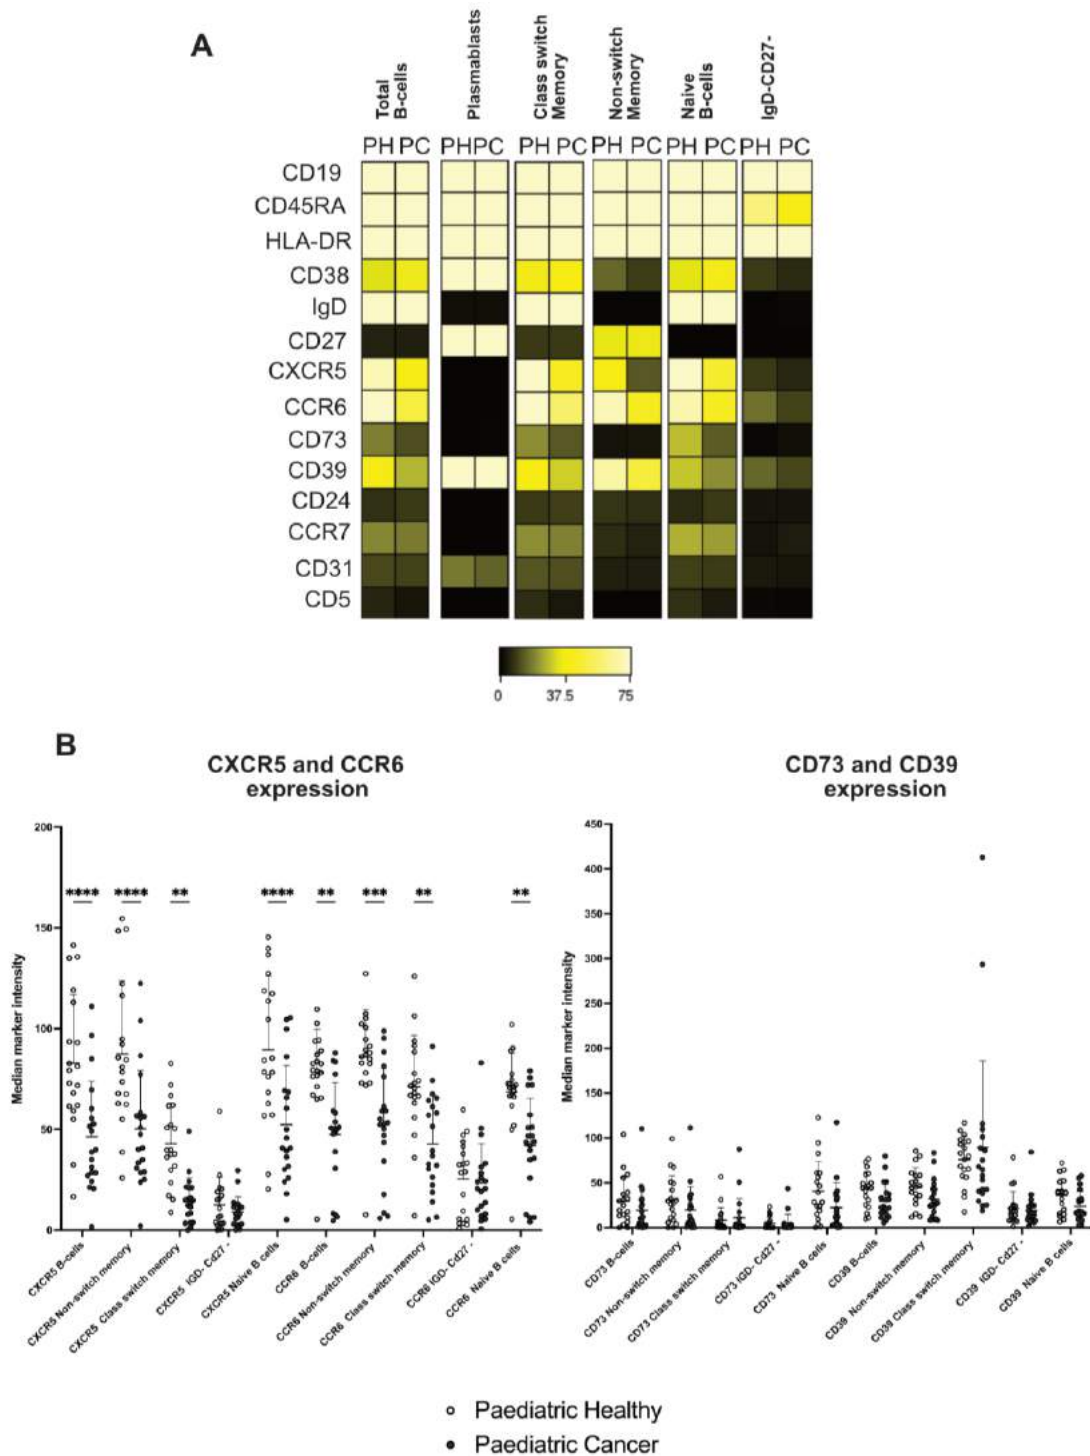 A
Total
B-cells
Plasmablasts
Class switch
Memory
Non-switch
Memory
Naive
B-cells
IgD-CD27-
PH PC PHPC PH PC PH PC PH PC PH PC
CD19
CD45RA
HLA-DR
CD38
IgD
CD27
CXCR5
CCR6
CD73
CD39
CD24
CCR7
CD31
CD5
0 37.5 75
B
CXCR5 and CCR6
expression
Median marker intensity
200
150
100
50
0
**** **** ** **** ** *** ** **
CXCR5 B-cells
CXCR5 Non-switch memory
CXCR5 Class switch memory
CXCR5 IGD- Cd27 -
CXCR5 Naive B cells
CCR6 B-cells
CCR6 Non-switch memory
CCR6 Class switch memory
CCR6 IGD- Cd27 -
CCR6 Naive B cells
CD73 and CD39
expression
Median marker intensity
450
400
350
300
250
200
150
100
50
0
CD73 B-cells
CD73 Non-switch memory
CD73 Class switch memory
CD73 IGD- Cd27 -
CD73 Naive B cells
CD39 B-cells
CD39 Non-switch memory
CD39 Class switch memory
CD39 IGD- Cd27 -
CD39 Naive B cells
Paediatric Healthy
Paediatric Cancer